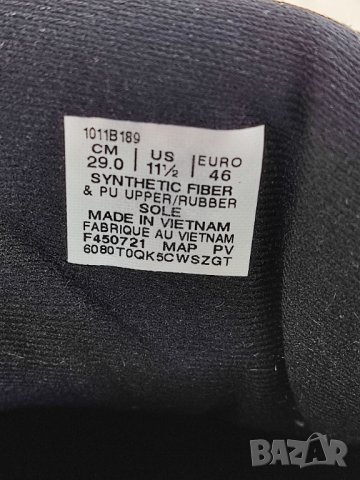 1011B189
CM | US | EURO
29.0 | 11½ | 46
SYNTHETIC FIBER
& PU UPPER/RUBBER
SOLE
MADE IN VIETNAM
FABRIQUE AU VIETNAM
F450721 MAP PV
6080T0QK5CWSZGT
BAZAR